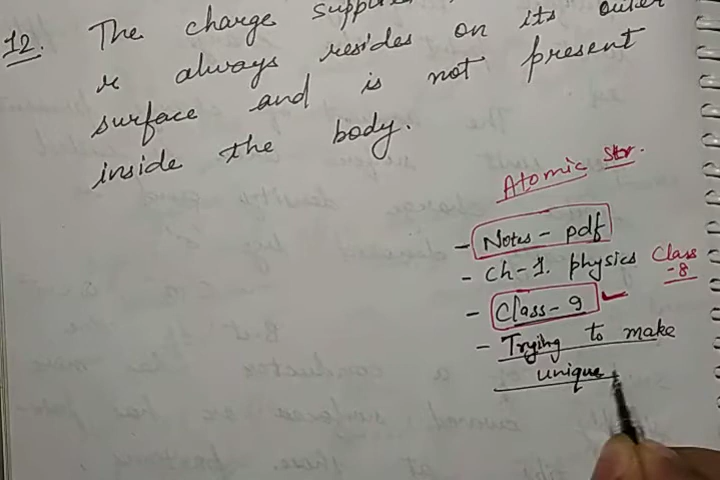 12. The charge
is always resides on its outer
surface and is not present
inside the body.
Atomic Str.
- Notes - pdf
- Ch-1. physics Class
-8
- Class-9
- Trying to make
unique